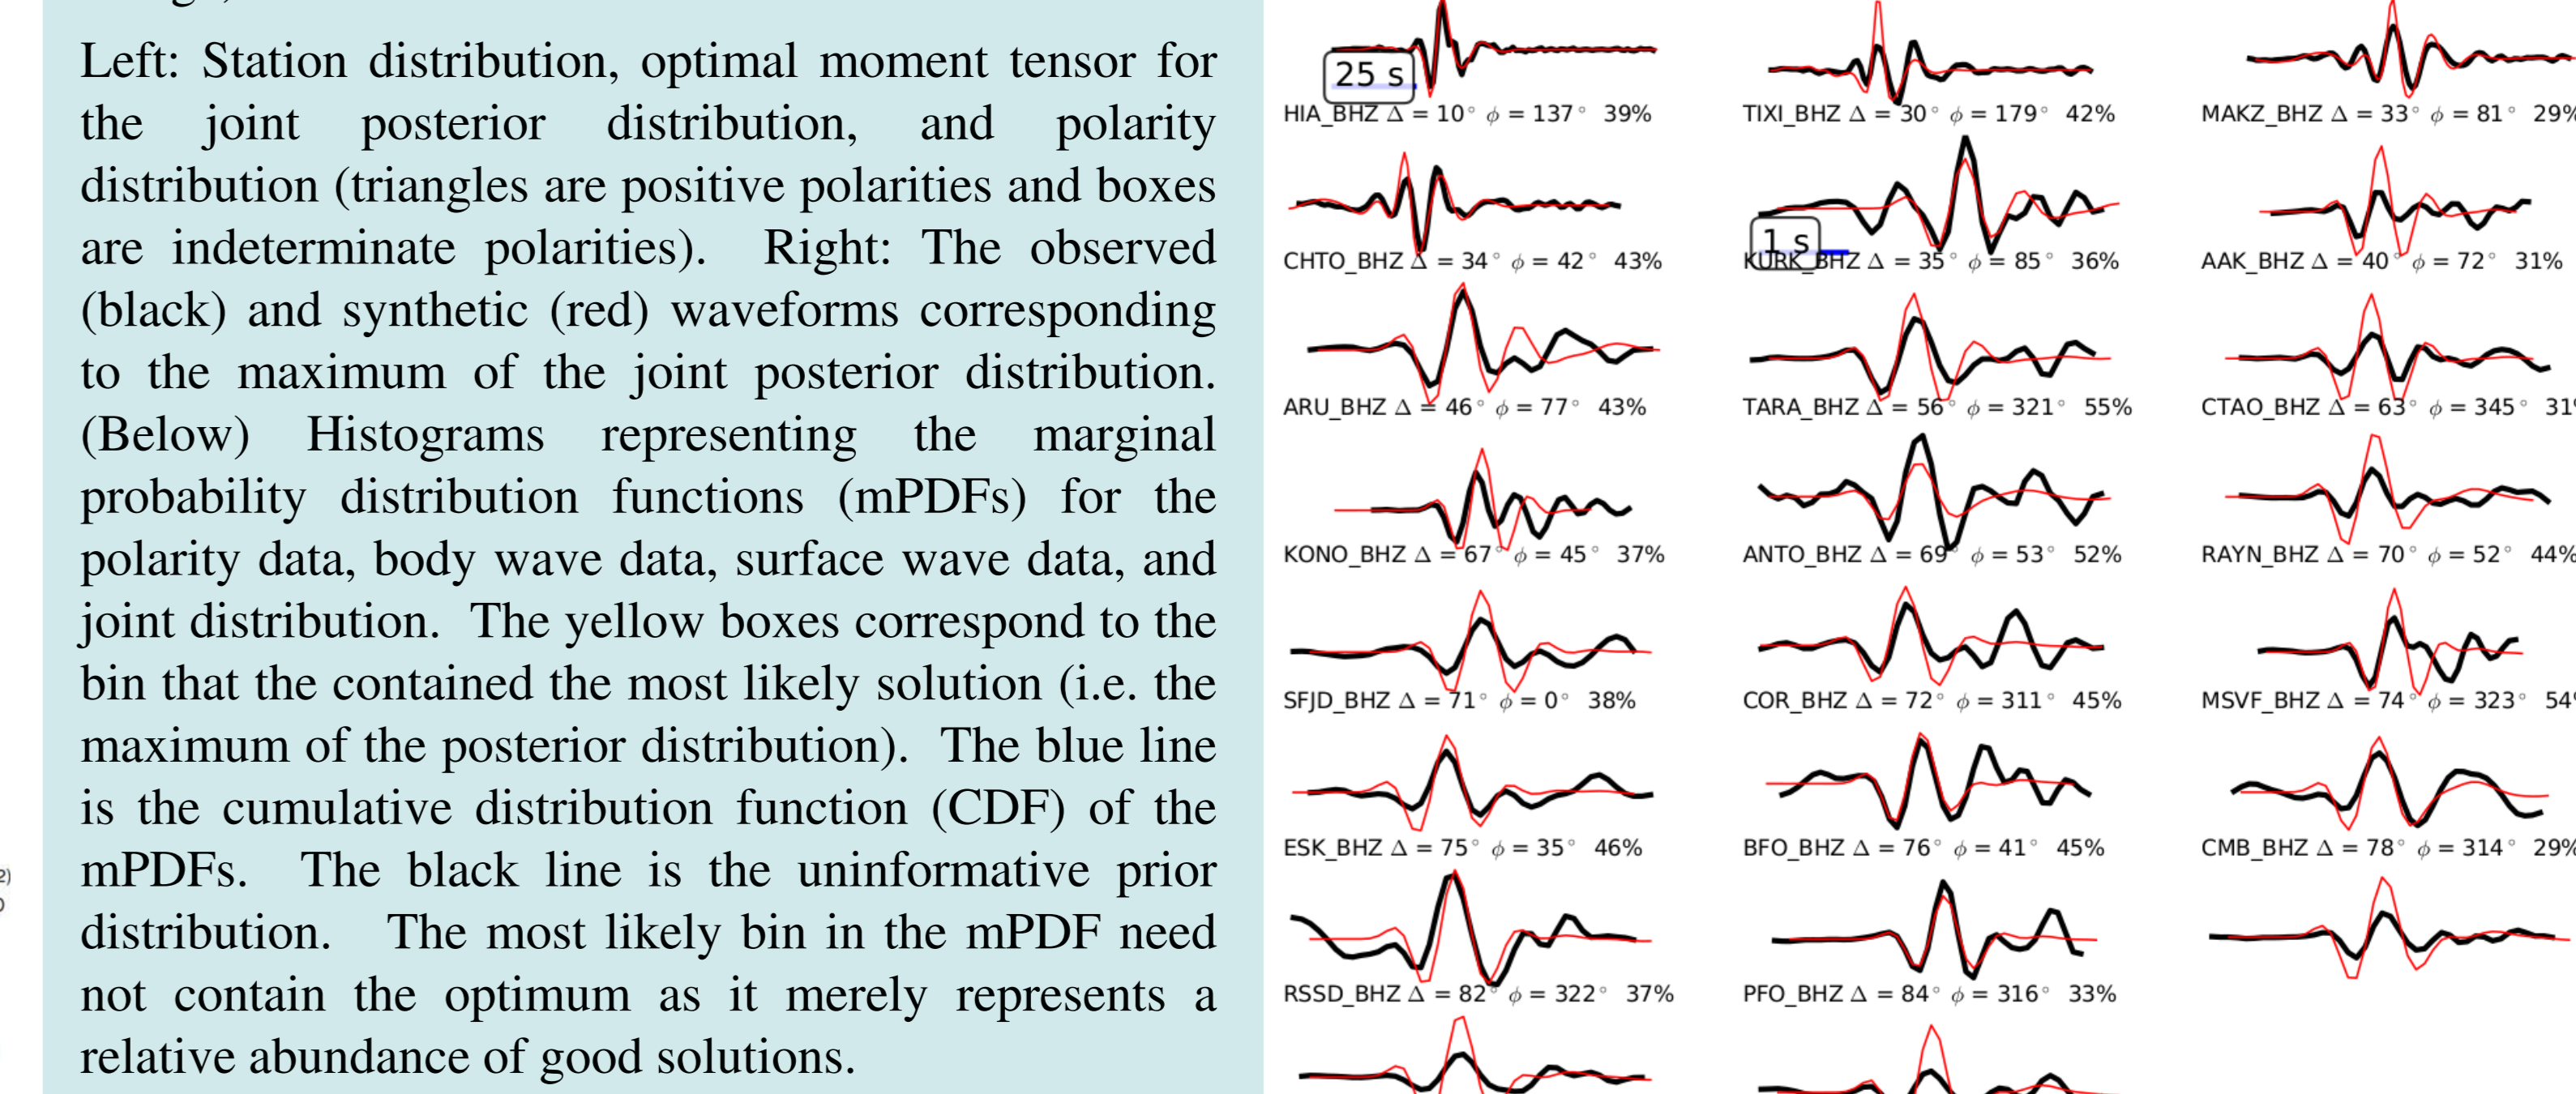 Left: Station distribution, optimal moment tensor for
the joint posterior distribution, and polarity
distribution (triangles are positive polarities and boxes
are indeterminate polarities). Right: The observed
(black) and synthetic (red) waveforms corresponding
to the maximum of the joint posterior distribution.
(Below) Histograms representing the marginal
probability distribution functions (mPDFs) for the
polarity data, body wave data, surface wave data, and
joint distribution. The yellow boxes correspond to the
bin that the contained the most likely solution (i.e. the
maximum of the posterior distribution). The blue line
is the cumulative distribution function (CDF) of the
mPDFs. The black line is the uninformative prior
distribution. The most likely bin in the mPDF need
not contain the optimum as it merely represents a
relative abundance of good solutions.
25 s
HIA_BHZ Δ = 10° ϕ = 137° 39%
TIXI_BHZ Δ = 30° ϕ = 179° 42%
MAKZ_BHZ Δ = 33° ϕ = 81° 29%
1 s
CHTO_BHZ Δ = 34° ϕ = 42° 43%
KURK_BHZ Δ = 35° ϕ = 85° 36%
AAK_BHZ Δ = 40° ϕ = 72° 31%
ARU_BHZ Δ = 46° ϕ = 77° 43%
TARA_BHZ Δ = 56° ϕ = 321° 55%
CTAO_BHZ Δ = 63° ϕ = 345° 31%
KONO_BHZ Δ = 67° ϕ = 45° 37%
ANTO_BHZ Δ = 69° ϕ = 53° 52%
RAYN_BHZ Δ = 70° ϕ = 52° 44%
SFJD_BHZ Δ = 71° ϕ = 0° 38%
COR_BHZ Δ = 72° ϕ = 311° 45%
MSVF_BHZ Δ = 74° ϕ = 323° 54
ESK_BHZ Δ = 75° ϕ = 35° 46%
BFO_BHZ Δ = 76° ϕ = 41° 45%
CMB_BHZ Δ = 78° ϕ = 314° 29%
RSSD_BHZ Δ = 82° ϕ = 322° 37%
PFO_BHZ Δ = 84° ϕ = 316° 33%